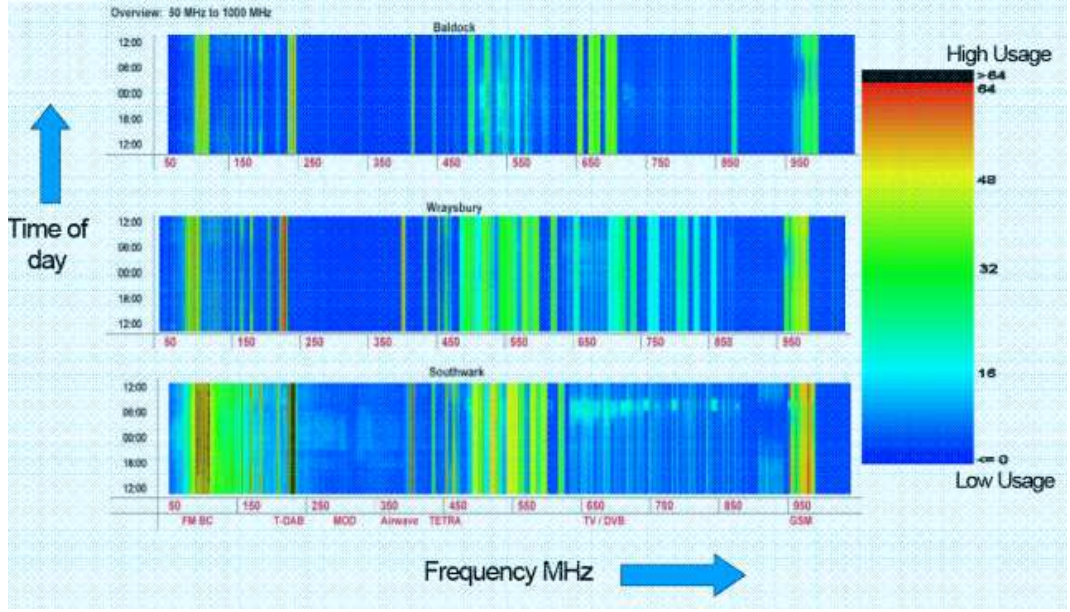 Overview: 50 MHz to 1000 MHz
Baldock
12:00
06:00
00:00
18:00
12:00
50 150 250 350 450 550 650 750 850 950
Wraysbury
12:00
06:00
00:00
18:00
12:00
50 150 250 350 450 550 650 750 850 950
Southwark
12:00
06:00
00:00
18:00
12:00
50 150 250 350 450 550 650 750 850 950
FM BC T-DAB MOD Airwave TETRA TV / DVB GSM
Time of
day
Frequency MHz
High Usage
>64
64
48
32
16
<= 0
Low Usage